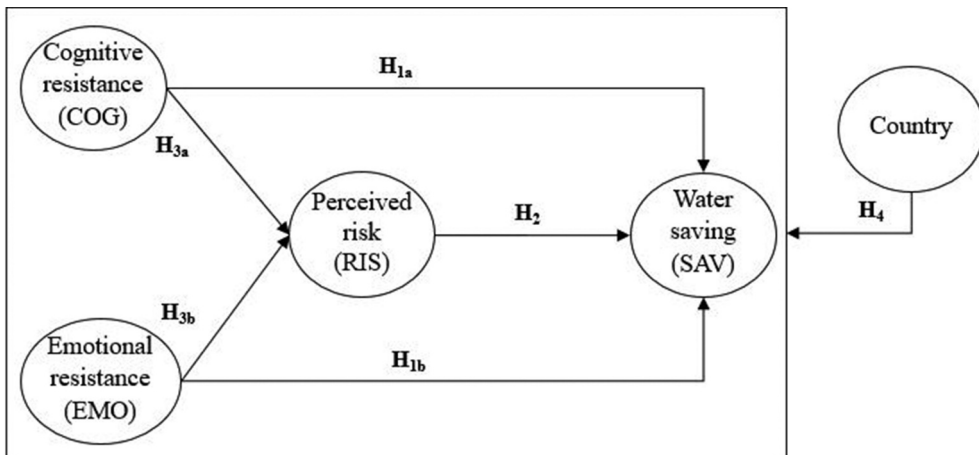 Cognitive
resistance
(COG)
H1a
Country
H3a
Perceived
risk
(RIS)
H2
Water
saving
(SAV)
H4
H3b
Emotional
resistance
(EMO)
H1b